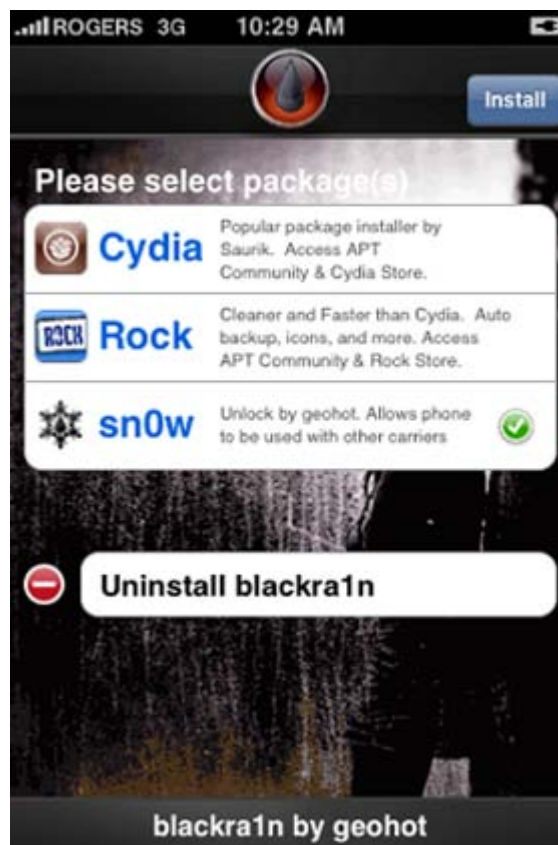 ROGERS 3G 10:29 AM
Install
Please select package(s)
Cydia
Popular package installer by
Saurik. Access APT
Community & Cydia Store.
ROCK
Rock
Cleaner and Faster than Cydia. Auto
backup, icons, and more. Access
APT Community & Rock Store.
sn0w
Unlock by geohot. Allows phone
to be used with other carriers
Uninstall blackra1n
blackra1n by geohot